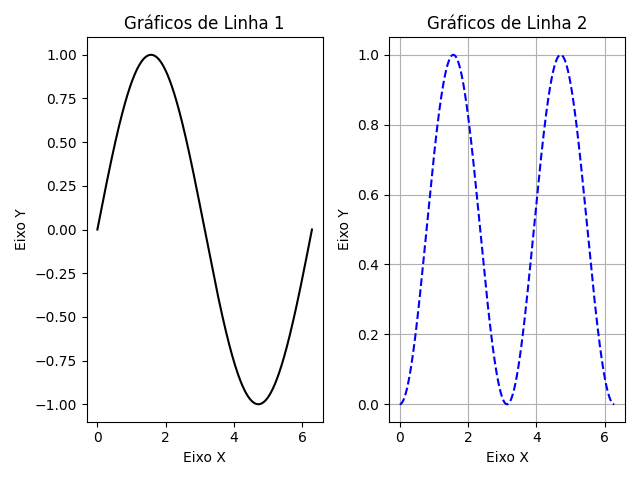 Gráficos de Linha 1
1.00
0.75
0.50
0.25
0.00
−0.25
−0.50
−0.75
−1.00
Eixo Y
0 2 4 6
Eixo X
Gráficos de Linha 2
1.0
0.8
0.6
0.4
0.2
0.0
Eixo Y
0 2 4 6
Eixo X